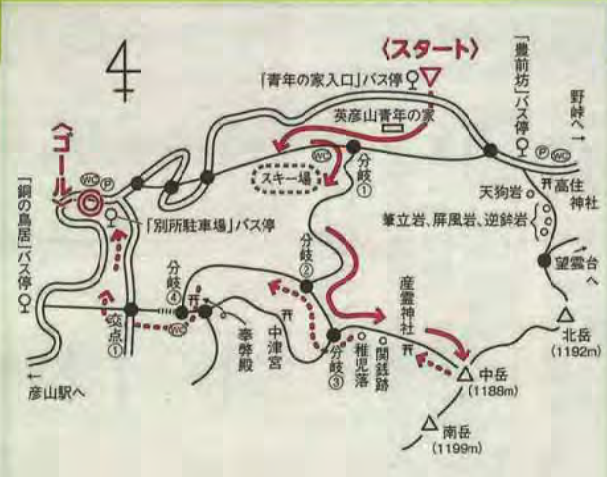 〈スタート〉
「青年の家入口」バス停
英彦山青年の家
「豊前坊」バス停
野峠へ→
P WC
高住神社
天狗岩
筆立岩、屏風岩、逆鉾岩
望雲台へ
北岳
(1192m)
中岳
(1188m)
南岳
(1199m)
産霊神社
関銭跡
稚児落
分岐③
分岐②
分岐①
WC
スキー場
〈ゴール〉
WC P
「別所駐車場」バス停
「銅の鳥居」バス停
交点①
分岐④
WC
奉弊殿
中津宮
←彦山駅へ